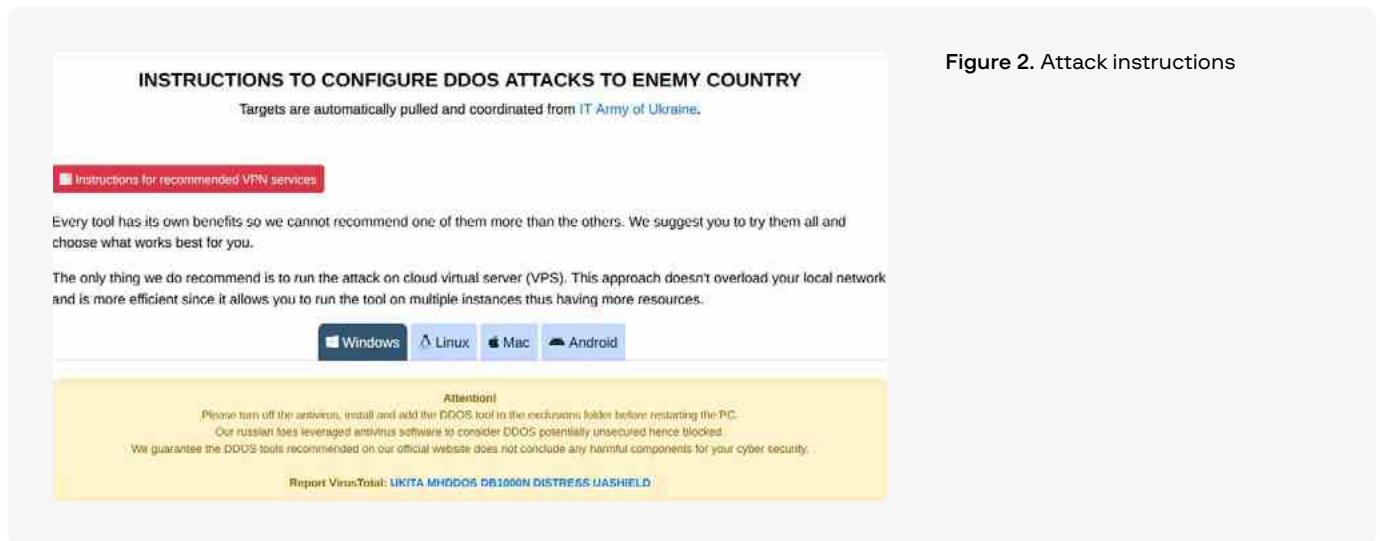 INSTRUCTIONS TO CONFIGURE DDOS ATTACKS TO ENEMY COUNTRY
Targets are automatically pulled and coordinated from IT Army of Ukraine.
Instructions for recommended VPN services
Every tool has its own benefits so we cannot recommend one of them more than the others. We suggest you to try them all and
choose what works best for you.
The only thing we do recommend is to run the attack on cloud virtual server (VPS). This approach doesn't overload your local network
and is more efficient since it allows you to run the tool on multiple instances thus having more resources.
Windows Linux Mac Android
Attention!
Please turn off the antivirus, install and add the DDOS tool to the exclusions folder before restarting the PC.
Our russian foes leveraged antivirus software to consider DDOS potentially unsecured hence blocked.
We guarantee the DDOS tools recommended on our official website does not conclude any harmful components for your cyber security.
Report VirusTotal: UKITA MHDDOS DB1000N DISTRESS UASHIELD
Figure 2. Attack instructions